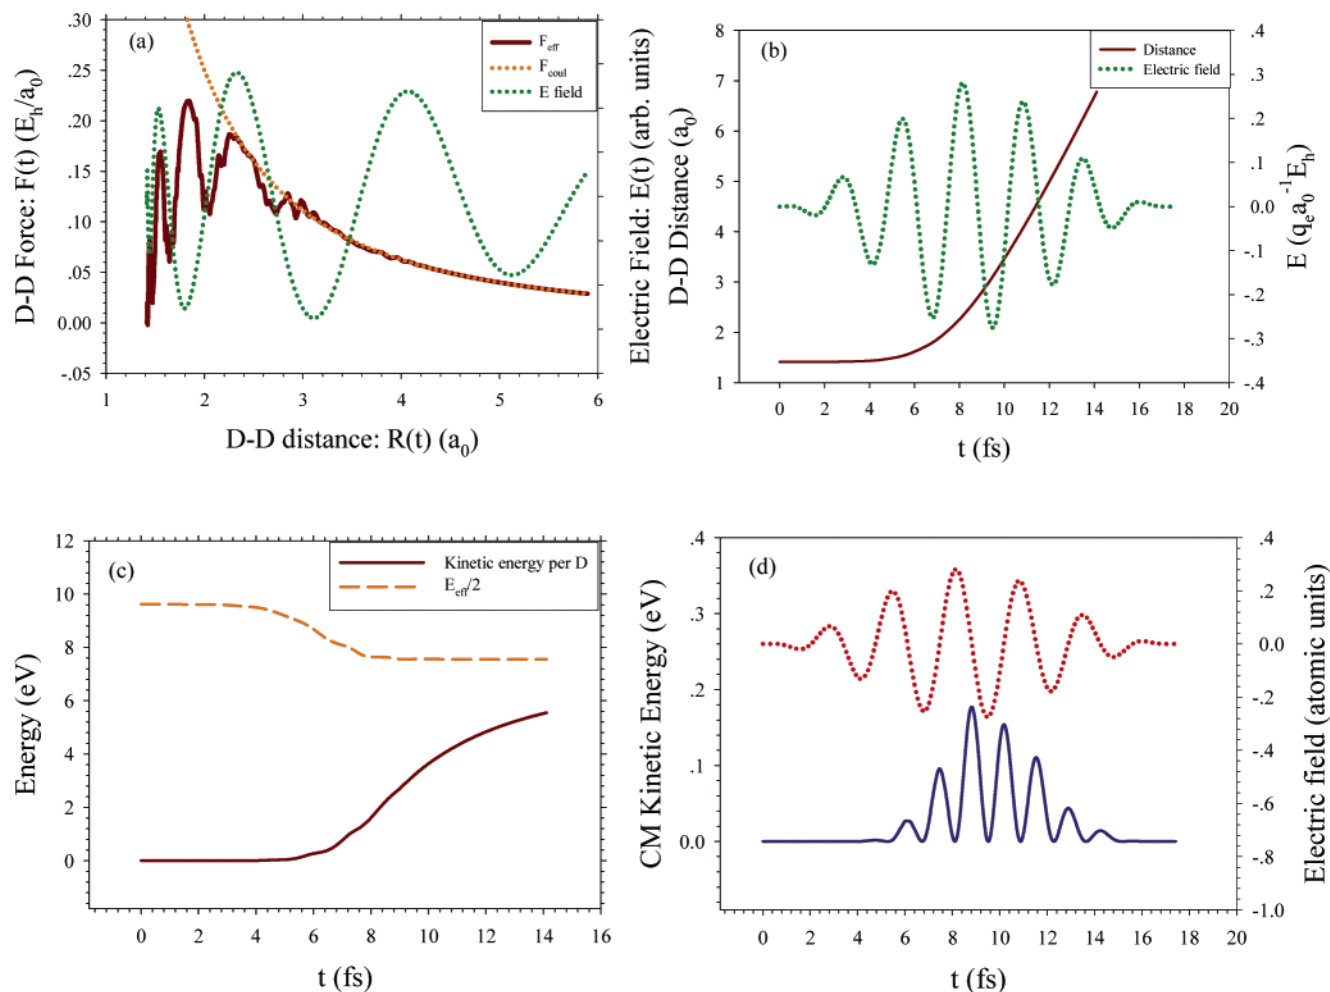 (a)
F_eff
F_coul
E field
.30
.25
.20
.15
.10
.05
0.00
-.05
D-D Force: F(t) (E_h/a_0)
1 2 3 4 5 6
D-D distance: R(t) (a_0)
Electric Field: E(t) (arb. units)
(b)
Distance
Electric field
8
7
6
5
4
3
2
1
D-D Distance (a_0)
.4
.3
.2
.1
0.0
-.1
-.2
-.3
-.4
E (q_e a_0^-1 E_h)
0 2 4 6 8 10 12 14 16 18 20
t (fs)
(c)
Kinetic energy per D
E_eff/2
12
10
8
6
4
2
0
Energy (eV)
0 2 4 6 8 10 12 14 16
t (fs)
(d)
.4
.3
.2
.1
0.0
CM Kinetic Energy (eV)
.4
.2
0.0
-.2
-.4
-.6
-.8
-1.0
Electric field (atomic units)
0 2 4 6 8 10 12 14 16 18 20
t (fs)